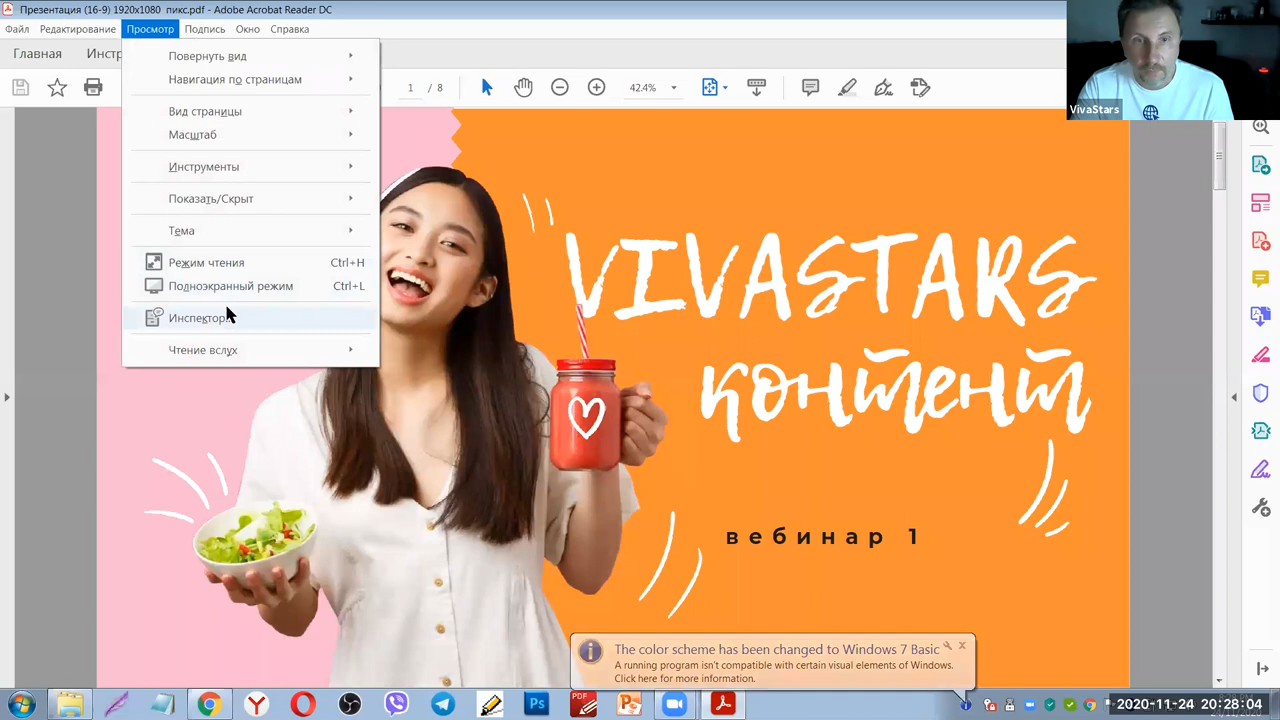 Презентация (16-9) 1920x1080 пикс.pdf - Adobe Acrobat Reader DC
Файл Редактирование Просмотр Подпись Окно Справка
Главная
1 / 8
42.4%
VivaStars
Повернуть вид
Навигация по страницам
Вид страницы
Масштаб
Инструменты
Показать/Скрыт
Тема
Режим чтения Ctrl+H
Полноэкранный режим Ctrl+L
Чтение вслух
VIVASTARS
контент
вебинар 1
The color scheme has been changed to Windows 7 Basic
A running program isn't compatible with certain visual elements of Windows.
Click here for more information.
Ps
PDF
2020-11-24 20:28:04